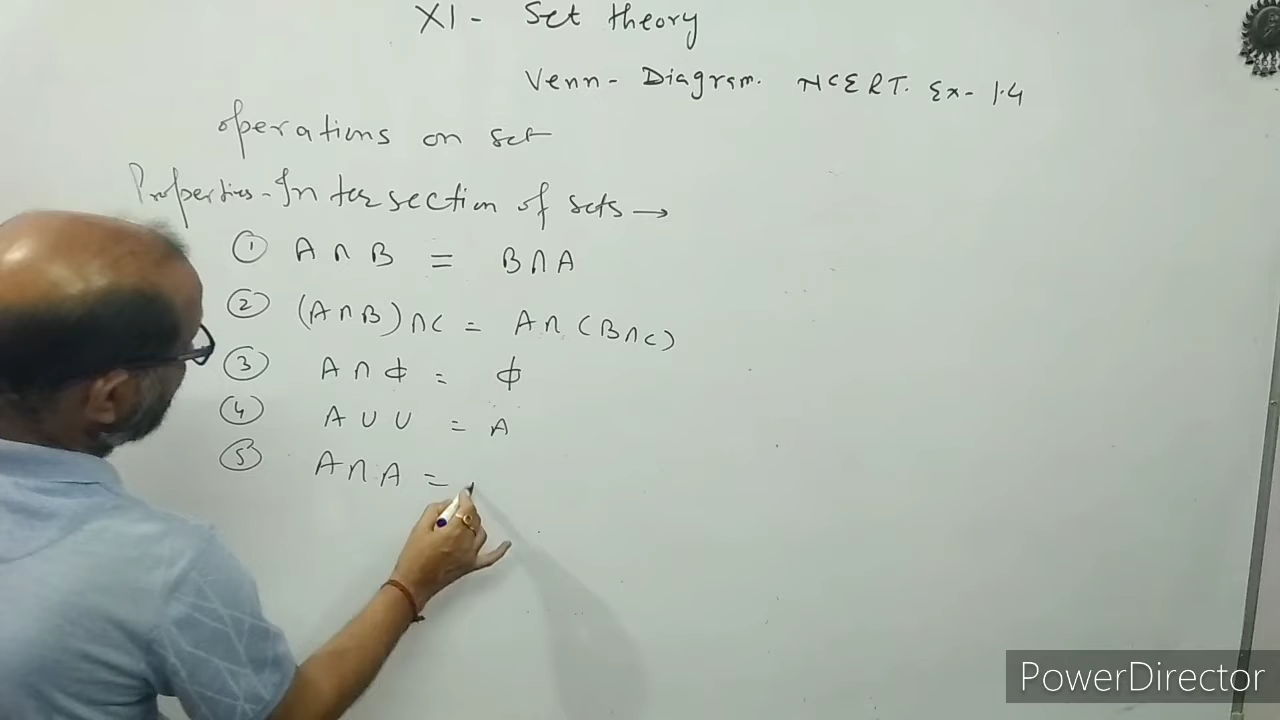 XI - Set theory
Venn - Diagram. NCERT. Ex - 1.4
operations on set
Properties - Intersection of sets →
① A ∩ B = B ∩ A
② (A ∩ B) ∩ C = A ∩ (B ∩ C)
③ A ∩ ϕ = ϕ
④ A ∪ U = A
⑤ A ∩ A =
PowerDirector